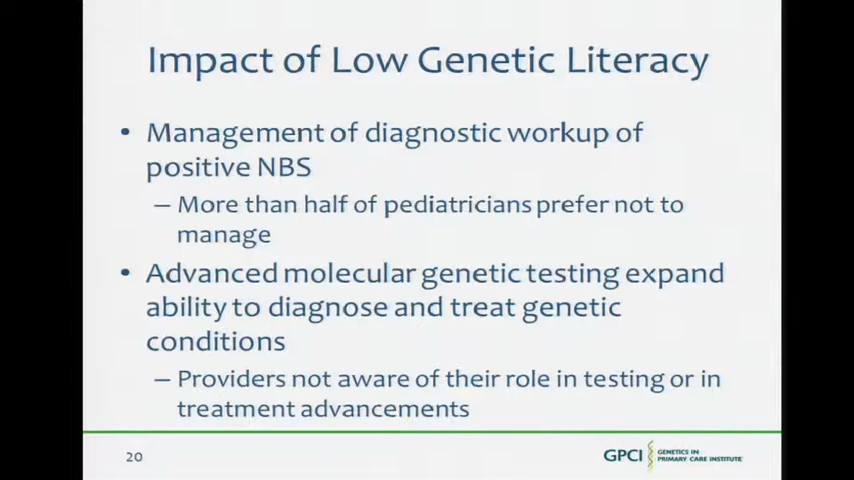 Impact of Low Genetic Literacy
• Management of diagnostic workup of
positive NBS
– More than half of pediatricians prefer not to
manage
• Advanced molecular genetic testing expand
ability to diagnose and treat genetic
conditions
– Providers not aware of their role in testing or in
treatment advancements
20
GPCI
GENETICS IN
PRIMARY CARE INSTITUTE